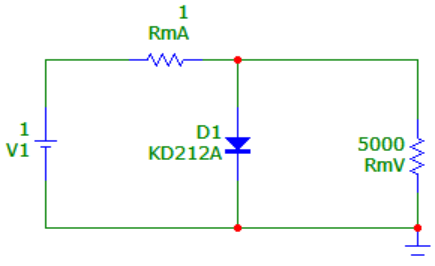 1
RmA
1
V1
D1
KD212A
5000
RmV